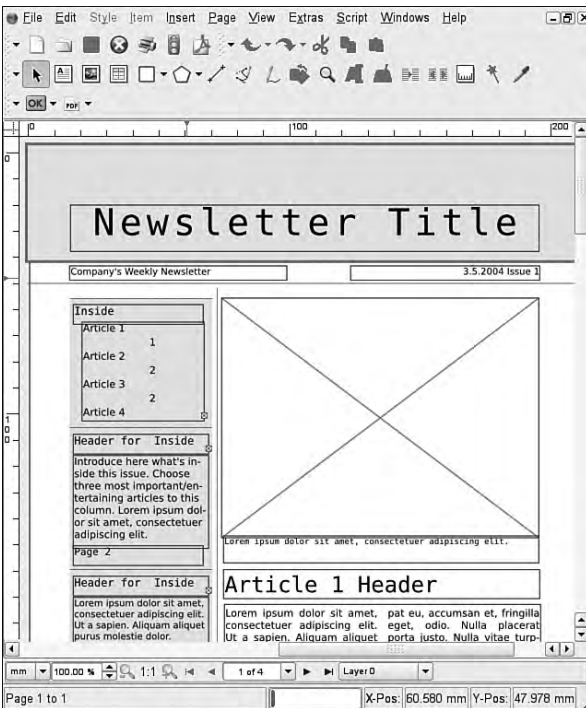 File Edit Style Item Insert Page View Extras Script Windows Help
OK PDF
0 100 200
0
100
Newsletter Title
Company's Weekly Newsletter
3.5.2004 Issue 1
Inside
Article 1
1
Article 2
2
Article 3
2
Article 4
Header for Inside
Introduce here what's in-
side this issue. Choose
three most important/en-
tertaining articles to this
column. Lorem ipsum dol-
or sit amet, consectetuer
adipiscing elit.
Page 2
Header for Inside
Lorem ipsum dolor sit amet,
consectetuer adipiscing elit.
Ut a sapien. Aliquam aliquet
purus molestie dolor.
Lorem ipsum dolor sit amet, consectetuer adipiscing elit.
Article 1 Header
Lorem ipsum dolor sit amet,
consectetuer adipiscing elit.
Ut a sapien. Aliquam aliquet
pat eu, accumsan et, fringilla
eget, odio. Nulla placerat
porta justo. Nulla vitae turp-
mm 100.00 % 1:1 1 of 4 Layer 0
Page 1 to 1 X-Pos: 60.580 mm Y-Pos: 47.978 mm